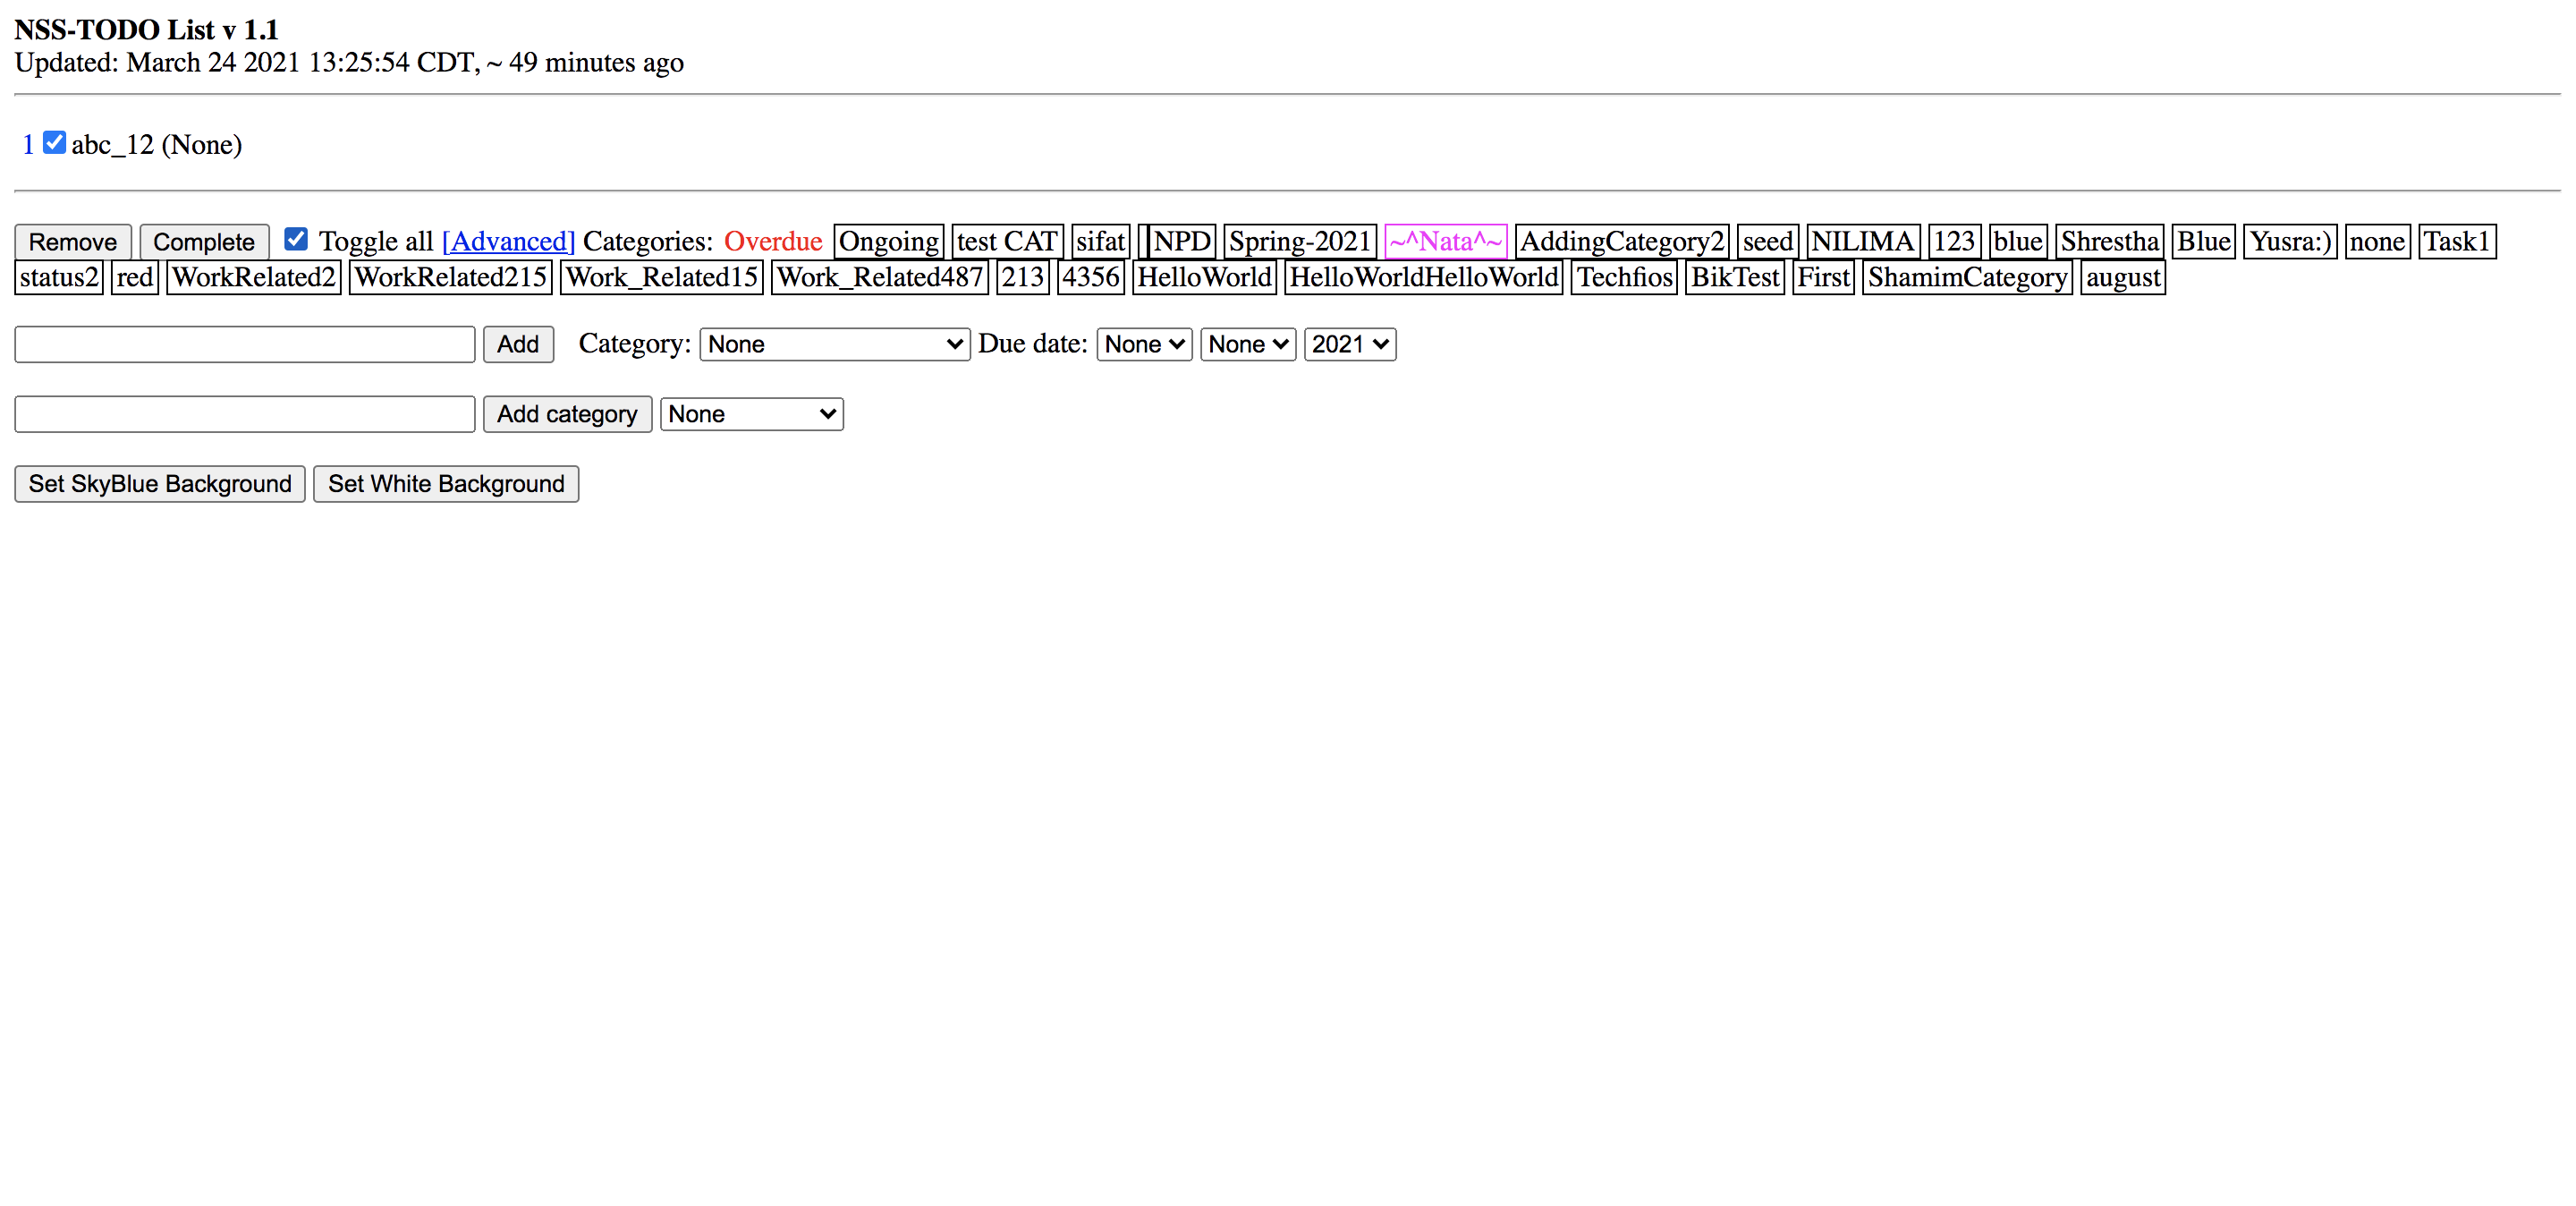 NSS-TODO List v 1.1
Updated: March 24 2021 13:25:54 CDT, ~ 49 minutes ago
1 abc_12 (None)
Remove Complete Toggle all [Advanced] Categories: Overdue Ongoing test CAT sifat NPD Spring-2021 ~^Nata^~ AddingCategory2 seed NILIMA 123 blue Shrestha Blue Yusra:) none Task1
status2 red WorkRelated2 WorkRelated215 Work_Related15 Work_Related487 213 4356 HelloWorld HelloWorldHelloWorld Techfios BikTest First ShamimCategory august
Add Category: None Due date: None None 2021
Add category None
Set SkyBlue Background Set White Background